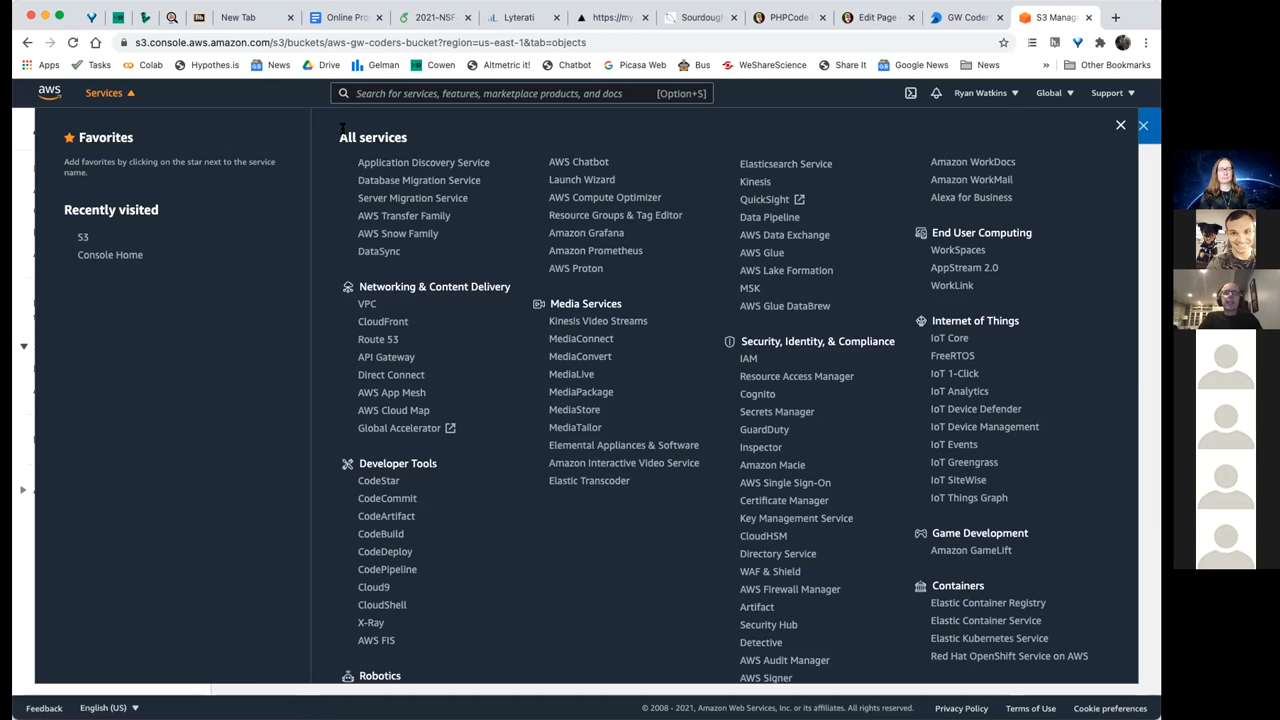 New Tab
Online Pro
2021-NSF-
Lyterati
https://my
Sourdough
PHPCode
Edit Page
GW Coder
S3 Manag
s3.console.aws.amazon.com/s3/buckets/aws-gw-coders-bucket?region=us-east-1&tab=objects
Apps
Tasks
Colab
Hypothes.is
News
Drive
Gelman
Cowen
Altmetric it!
Chatbot
Picasa Web
Bus
WeShareScience
Share It
Google News
News
Other Bookmarks
aws
Services
Search for services, features, marketplace products, and docs
[Option+S]
Ryan Watkins
Global
Support
Favorites
Add favorites by clicking on the star next to the service
name.
Recently visited
S3
Console Home
All services
Application Discovery Service
Database Migration Service
Server Migration Service
AWS Transfer Family
AWS Snow Family
DataSync
Networking & Content Delivery
VPC
CloudFront
Route 53
API Gateway
Direct Connect
AWS App Mesh
AWS Cloud Map
Global Accelerator
Developer Tools
CodeStar
CodeCommit
CodeArtifact
CodeBuild
CodeDeploy
CodePipeline
Cloud9
CloudShell
X-Ray
AWS FIS
Robotics
AWS Chatbot
Launch Wizard
AWS Compute Optimizer
Resource Groups & Tag Editor
Amazon Grafana
Amazon Prometheus
AWS Proton
Media Services
Kinesis Video Streams
MediaConnect
MediaConvert
MediaLive
MediaPackage
MediaStore
MediaTailor
Elemental Appliances & Software
Amazon Interactive Video Service
Elastic Transcoder
Elasticsearch Service
Kinesis
QuickSight
Data Pipeline
AWS Data Exchange
AWS Glue
AWS Lake Formation
MSK
AWS Glue DataBrew
Security, Identity, & Compliance
IAM
Resource Access Manager
Cognito
Secrets Manager
GuardDuty
Inspector
Amazon Macie
AWS Single Sign-On
Certificate Manager
Key Management Service
CloudHSM
Directory Service
WAF & Shield
AWS Firewall Manager
Artifact
Security Hub
Detective
AWS Audit Manager
AWS Signer
Amazon WorkDocs
Amazon WorkMail
Alexa for Business
End User Computing
WorkSpaces
AppStream 2.0
WorkLink
Internet of Things
IoT Core
FreeRTOS
IoT 1-Click
IoT Analytics
IoT Device Defender
IoT Device Management
IoT Events
IoT Greengrass
IoT SiteWise
IoT Things Graph
Game Development
Amazon GameLift
Containers
Elastic Container Registry
Elastic Container Service
Elastic Kubernetes Service
Red Hat OpenShift Service on AWS
Feedback
English (US)
© 2008 - 2021, Amazon Web Services, Inc. or its affiliates. All rights reserved.
Privacy Policy
Terms of Use
Cookie preferences